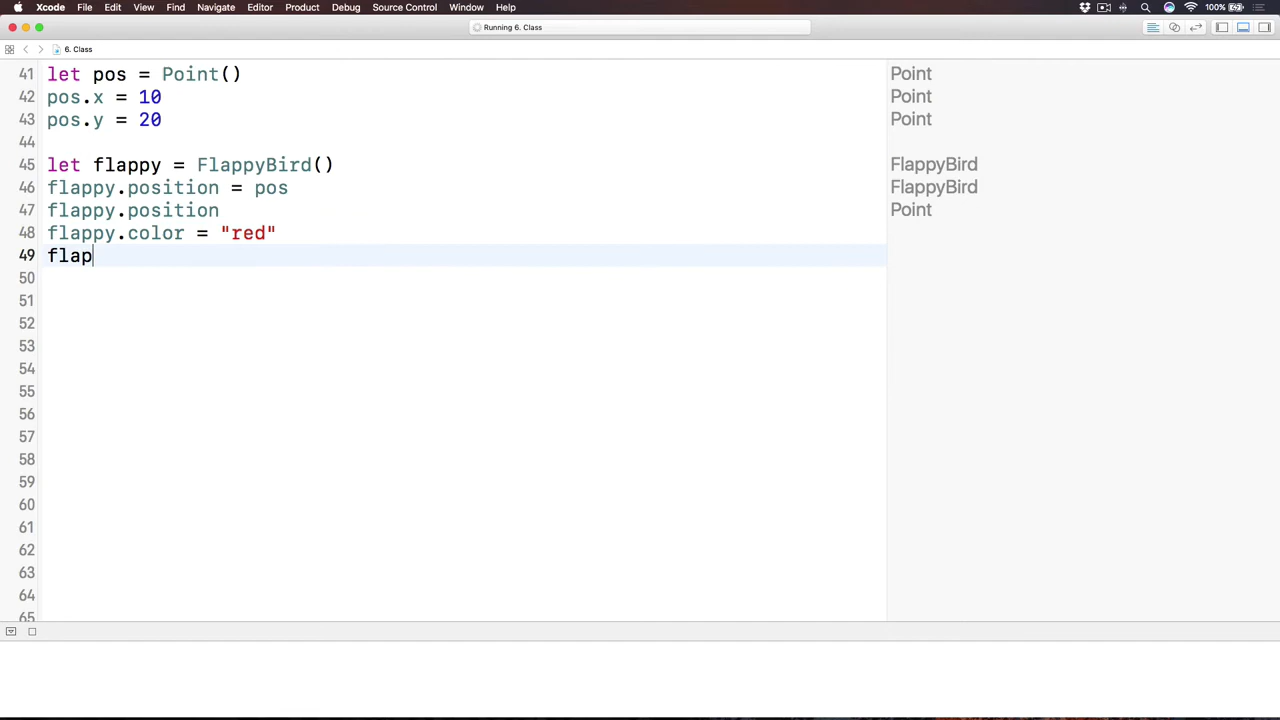 Xcode File Edit View Find Navigate Editor Product Debug Source Control Window Help 100%
Running 6. Class
6. Class
41 let pos = Point() Point
42 pos.x = 10 Point
43 pos.y = 20 Point
44
45 let flappy = FlappyBird() FlappyBird
46 flappy.position = pos FlappyBird
47 flappy.position Point
48 flappy.color = "red"
49 flap
50
51
52
53
54
55
56
57
58
59
60
61
62
63
64
65